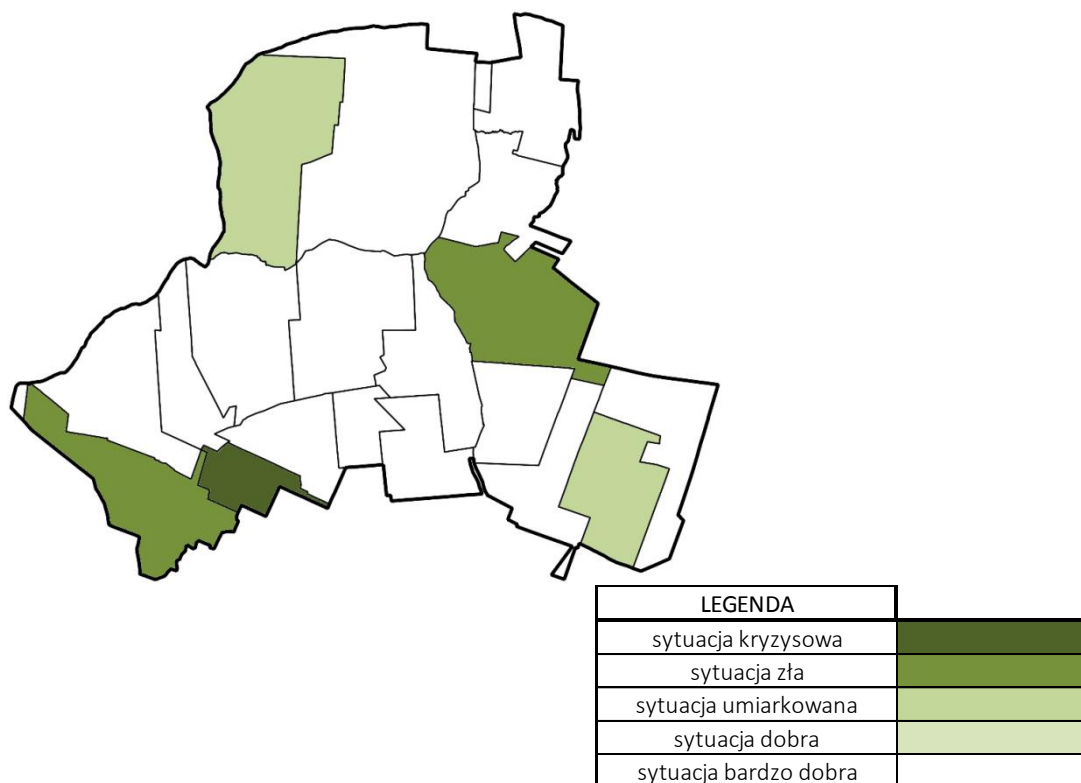 LEGENDA
sytuacja kryzysowa
sytuacja zła
sytuacja umiarkowana
sytuacja dobra
sytuacja bardzo dobra